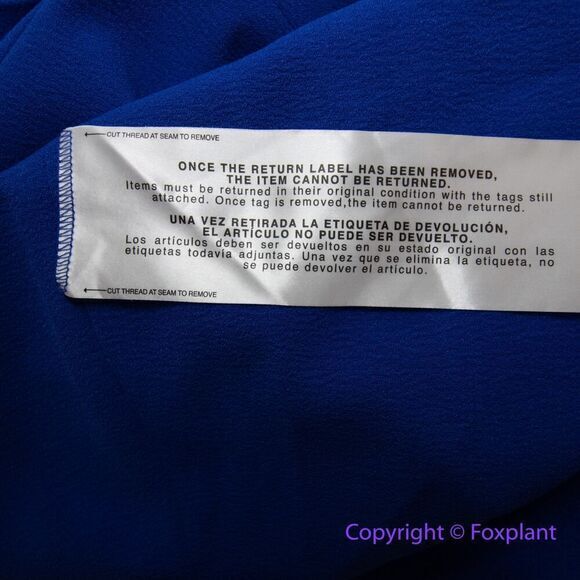 ←CUT THREAD AT SEAM TO REMOVE
ONCE THE RETURN LABEL HAS BEEN REMOVED,
THE ITEM CANNOT BE RETURNED.
Items must be returned in their original condition with the tags still
attached. Once tag is removed,the item cannot be returned.
UNA VEZ RETIRADA LA ETIQUETA DE DEVOLUCIÓN,
EL ARTÍCULO NO PUEDE SER DEVUELTO.
Los artículos deben ser devueltos en su estado original con las
etiquetas todavía adjuntas. Una vez que se elimina la etiqueta, no
se puede devolver el artículo.
←CUT THREAD AT SEAM TO REMOVE
Copyright © Foxplant